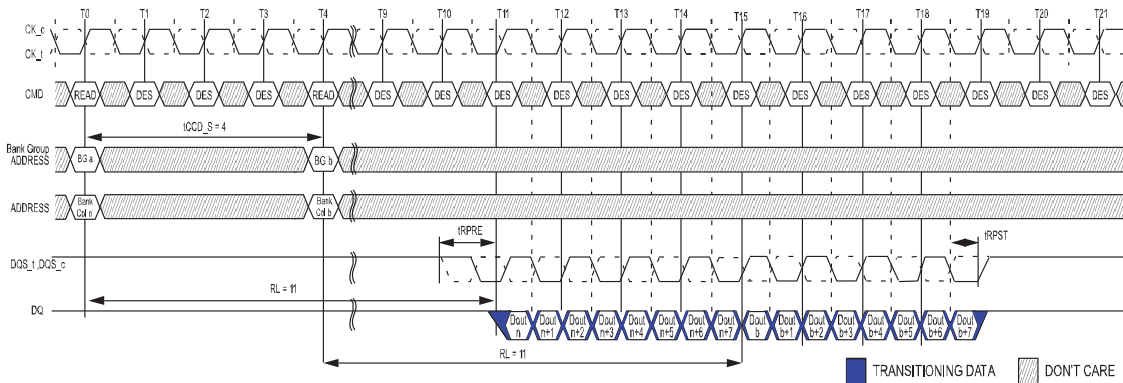 T0 T1 T2 T3 T4 T9 T10 T11 T12 T13 T14 T15 T16 T17 T18 T19 T20 T21
CK_c
CK_t
CMD READ DES DES DES READ DES DES DES DES DES DES DES DES DES DES DES DES DES
tCCD_S = 4
Bank Group
ADDRESS BG a BG b
ADDRESS Bank Col n Bank Col b
tRPRE tRPST
DQS_t ,DQS_c
RL = 11
DQ Dout n Dout n+1 Dout n+2 Dout n+3 Dout n+4 Dout n+5 Dout n+6 Dout n+7 Dout b Dout b+1 Dout b+2 Dout b+3 Dout b+4 Dout b+5 Dout b+6 Dout b+7
RL = 11
TRANSITIONING DATA DON'T CARE